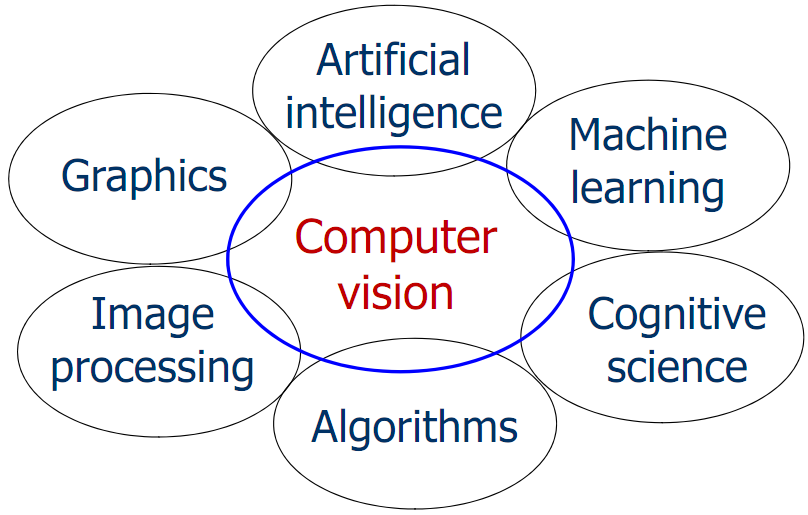 Artificial
intelligence
Machine
learning
Graphics
Computer
vision
Image
processing
Cognitive
science
Algorithms